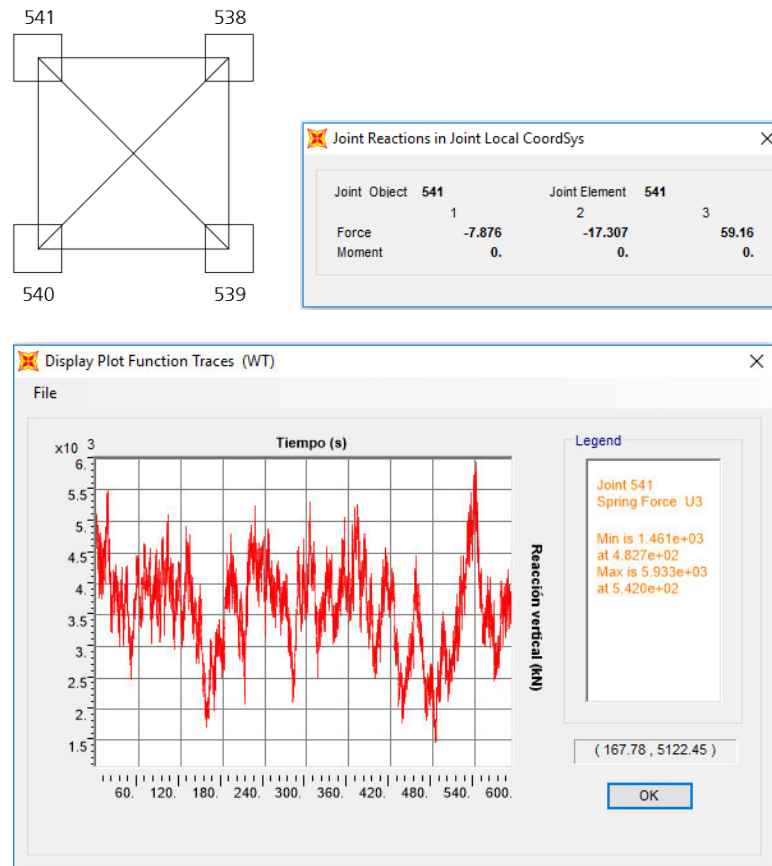 541 538
540 539
Joint Reactions in Joint Local CoordSys
Joint Object 541 Joint Element 541
1 2 3
Force -7.876 -17.307 59.16
Moment 0. 0. 0.
Display Plot Function Traces (WT)
File
x10 3
Tiempo (s)
6.
5.5
5.
4.5
4.
3.5
3.
2.5
2.
1.5
60. 120. 180. 240. 300. 360. 420. 480. 540. 600.
Reacción vertical (kN)
Legend
Joint 541
Spring Force U3
Min is 1.461e+03
at 4.827e+02
Max is 5.933e+03
at 5.420e+02
( 167.78 , 5122.45 )
OK